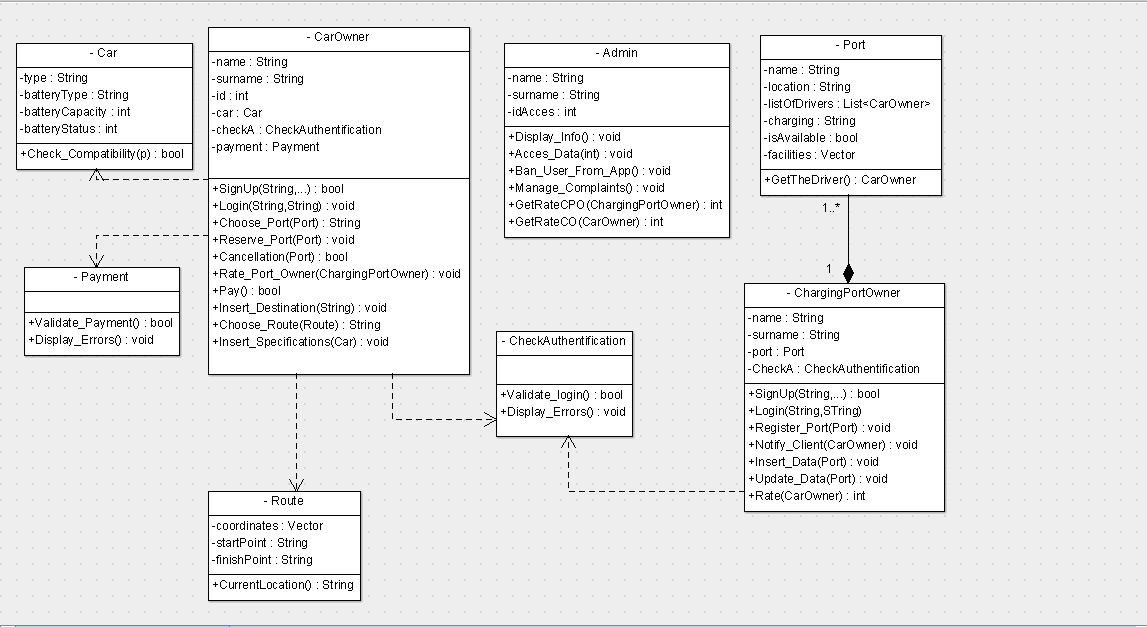 - Car
-type : String
-batteryType : String
-batteryCapacity : int
-batteryStatus : int
+Check_Compatibility(p) : bool
- CarOwner
-name : String
-surname : String
-id : int
-car : Car
-checkA : CheckAuthentification
-payment : Payment
+SignUp(String,...) : bool
+Login(String,String) : void
+Choose_Port(Port) : String
+Reserve_Port(Port) : void
+Cancellation(Port) : bool
+Rate_Port_Owner(ChargingPortOwner) : void
+Pay() : bool
+Insert_Destination(String) : void
+Choose_Route(Route) : String
+Insert_Specifications(Car) : void
- Admin
-name : String
-surname : String
-idAcces : int
+Display_Info() : void
+Acces_Data(int) : void
+Ban_User_From_App() : void
+Manage_Complaints() : void
+GetRateCPO(ChargingPortOwner) : int
+GetRateCO(CarOwner) : int
- Port
-name : String
-location : String
-listOfDrivers : List<CarOwner>
-charging : String
-isAvailable : bool
-facilities : Vector
+GetTheDriver() : CarOwner
1..*
1
- Payment
+Validate_Payment() : bool
+Display_Errors() : void
- CheckAuthentification
+Validate_login() : bool
+Display_Errors() : void
- ChargingPortOwner
-name : String
-surname : String
-port : Port
-CheckA : CheckAuthentification
+SignUp(String,...) : bool
+Login(String,STring)
+Register_Port(Port) : void
+Notify_Client(CarOwner) : void
+Insert_Data(Port) : void
+Update_Data(Port) : void
+Rate(CarOwner) : int
- Route
-coordinates : Vector
-startPoint : String
-finishPoint : String
+CurrentLocation() : String